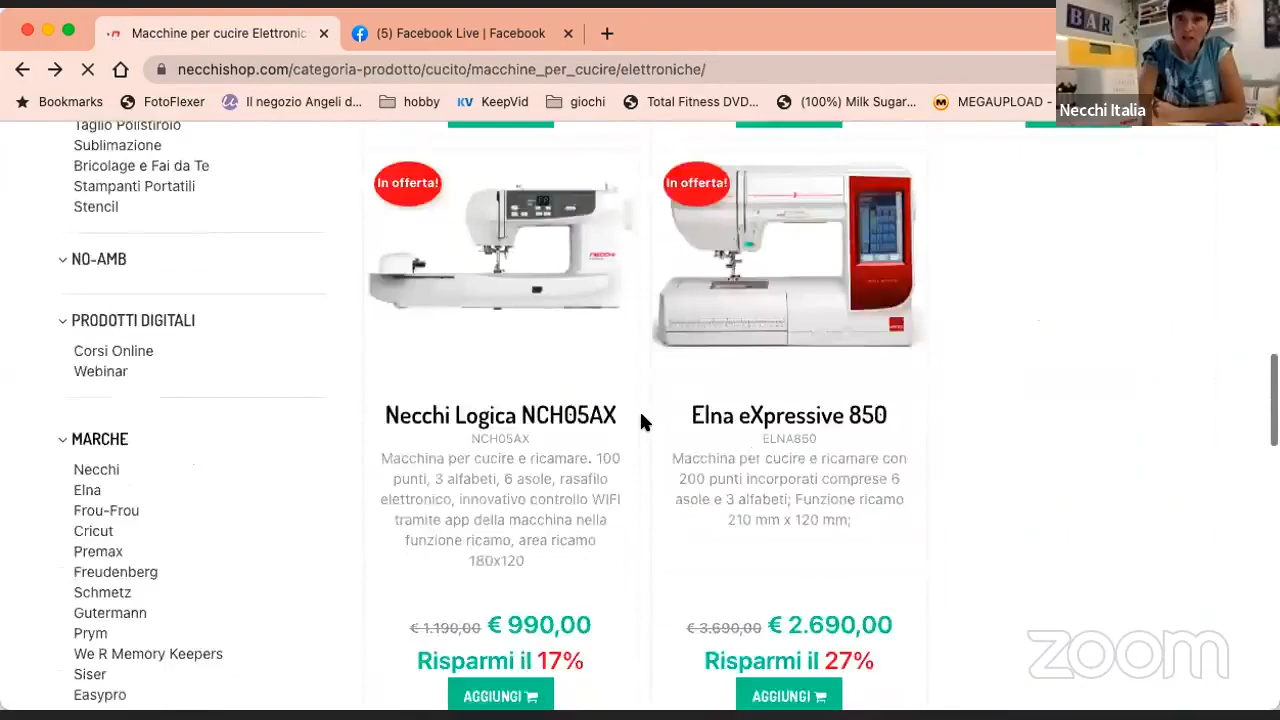 Macchine per cucire Elettronic
(5) Facebook Live | Facebook
necchishop.com/categoria-prodotto/cucito/macchine_per_cucire/elettroniche/
Bookmarks
FotoFlexer
Il negozio Angeli d...
hobby
KV KeepVid
giochi
Total Fitness DVD...
(100%) Milk Sugar...
MEGAUPLOAD -
BAR
Necchi Italia
Taglio Polistirolo
Sublimazione
Bricolage e Fai da Te
Stampanti Portatili
Stencil
NO-AMB
PRODOTTI DIGITALI
Corsi Online
Webinar
MARCHE
Necchi
Elna
Frou-Frou
Cricut
Premax
Freudenberg
Schmetz
Gutermann
Prym
We R Memory Keepers
Siser
Easypro
In offerta!
NECCHI
Necchi Logica NCH05AX
NCH05AX
Macchina per cucire e ricamare. 100
punti, 3 alfabeti, 6 asole, rasafilo
elettronico, innovativo controllo WIFI
tramite app della macchina nella
funzione ricamo, area ricamo
180x120
€ 1.190,00 € 990,00
Risparmi il 17%
AGGIUNGI
In offerta!
Elna eXpressive 850
ELNA850
Macchina per cucire e ricamare con
200 punti incorporati comprese 6
asole e 3 alfabeti; Funzione ricamo
210 mm x 120 mm;
€ 3.690,00 € 2.690,00
Risparmi il 27%
AGGIUNGI
zoom